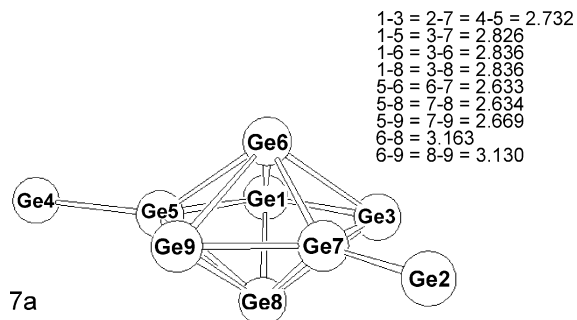 1-3 = 2-7 = 4-5 = 2.732
1-5 = 3-7 = 2.826
1-6 = 3-6 = 2.836
1-8 = 3-8 = 2.836
5-6 = 6-7 = 2.633
5-8 = 7-8 = 2.634
5-9 = 7-9 = 2.669
6-8 = 3.163
6-9 = 8-9 = 3.130
Ge6
Ge4
Ge5
Ge1
Ge3
Ge9
Ge7
Ge2
Ge8
7a